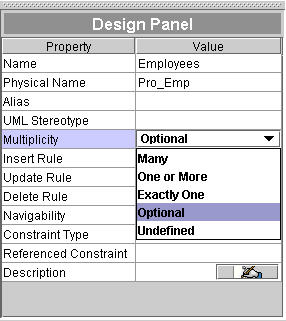 Design Panel
Property Value
Name Employees
Physical Name Pro_Emp
Alias
UML Stereotype
Multiplicity Optional
Insert Rule Many
Update Rule One or More
Delete Rule Exactly One
Navigability Optional
Constraint Type Undefined
Referenced Constraint
Description